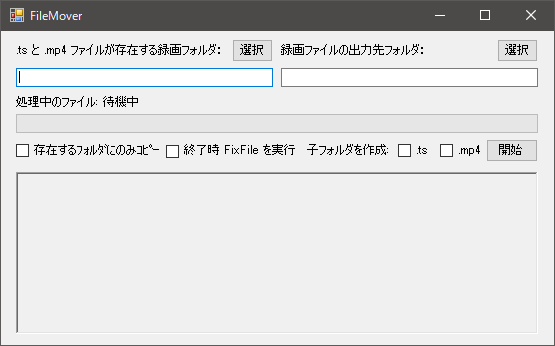 FileMover
.ts と .mp4 ファイルが存在する録画フォルダ: 選択 録画ファイルの出力先フォルダ: 選択
処理中のファイル: 待機中
存在するフォルダにのみコピー 終了時 FixFile を実行 子フォルダを作成: .ts .mp4 開始